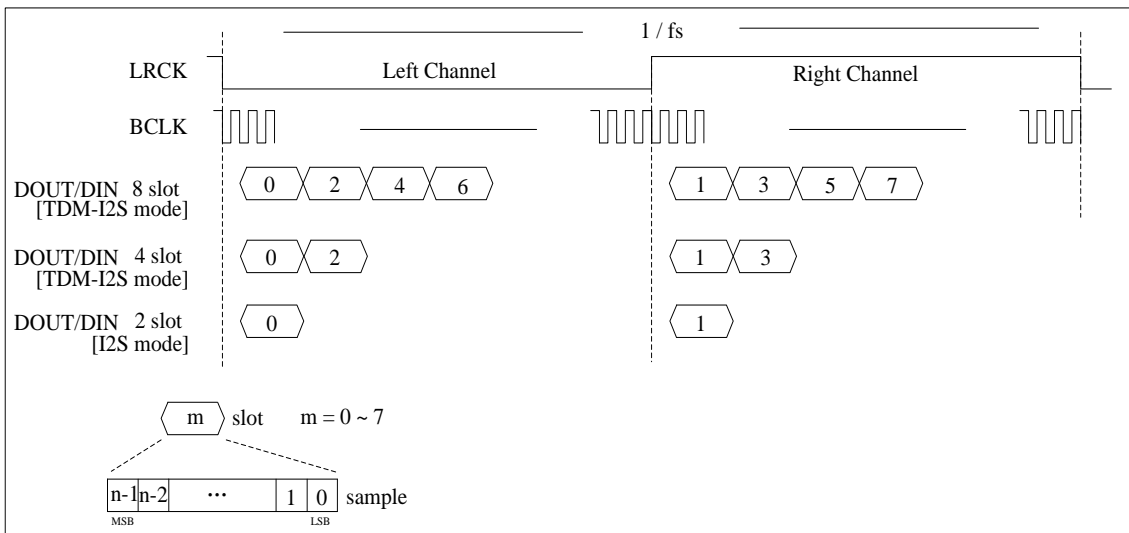 1 / fs
LRCK Left Channel Right Channel
BCLK
DOUT/DIN 8 slot 0 2 4 6 1 3 5 7
[TDM-I2S mode]
DOUT/DIN 4 slot 0 2 1 3
[TDM-I2S mode]
DOUT/DIN 2 slot 0 1
[I2S mode]
m slot m = 0 ~ 7
n-1 n-2 ... 1 0 sample
MSB LSB